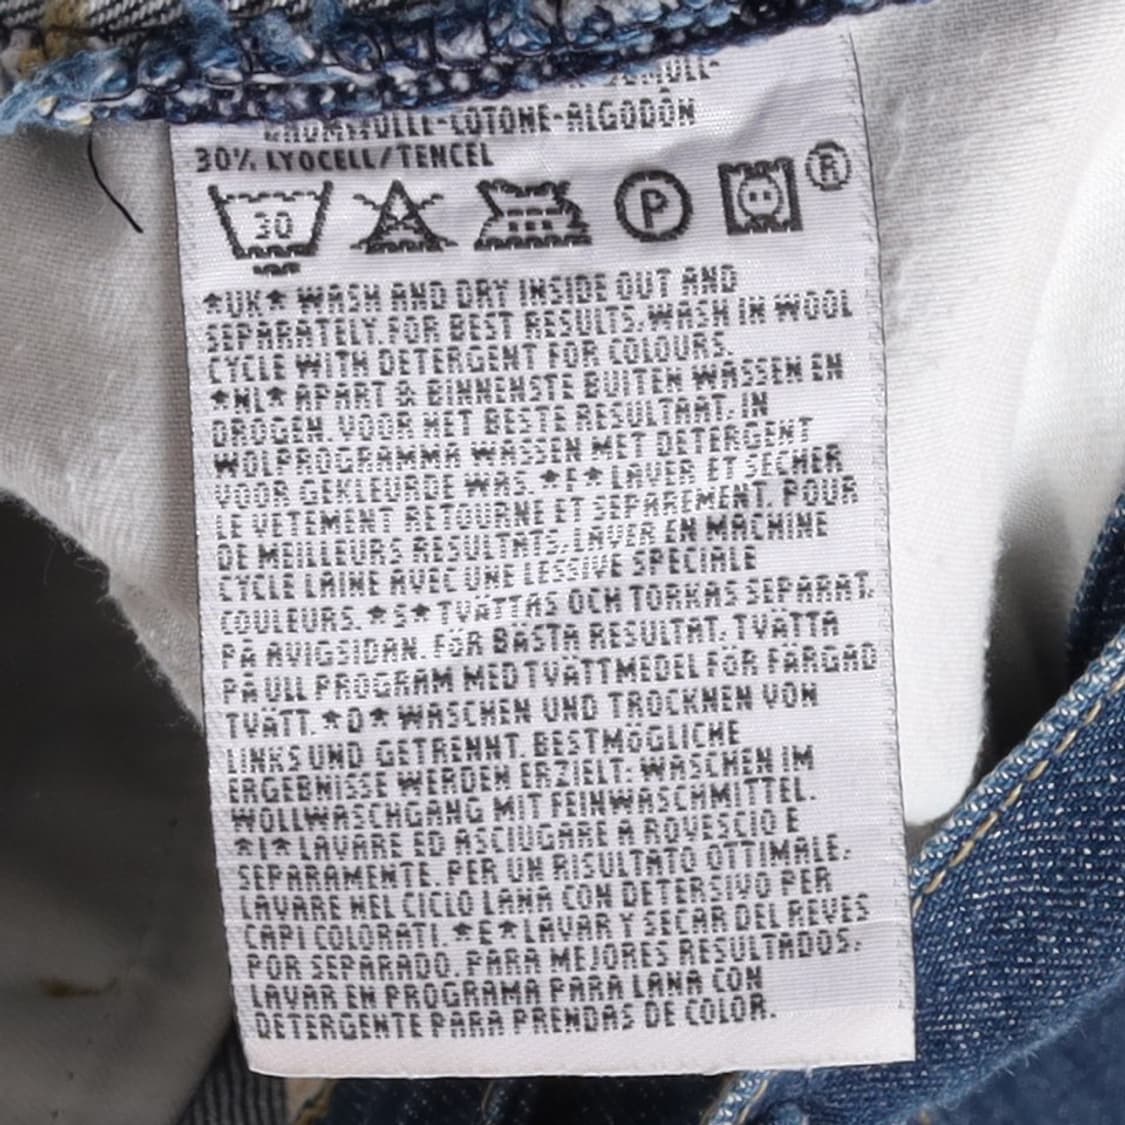 BAUMWOLLE-COTONE-ALGODÓN
30% LYOCELL/TENCEL
30
P
®
*UK* WASH AND DRY INSIDE OUT AND
SEPARATELY.FOR BEST RESULTS,WASH IN WOOL
CYCLE WITH DETERGENT FOR COLOURS.
*NL* APART & BINNENSTE BUITEN WASSEN EN
DROGEN.VOOR HET BESTE RESULTAAT, IN
WOLPROGRAMMA WASSEN MET DETERGENT
VOOR GEKLEURDE WAS. *F* LAVER ET SECHER
LE VETEMENT RETOURNE ET SEPAREMENT. POUR
DE MEILLEURS RESULTATS, LAVER EN MACHINE
CYCLE LAINE AVEC UNE LESSIVE SPECIALE
COULEURS. *S* TVÄTTAS OCH TORKAS SEPARAT,
PÅ AVIGSIDAN. FÖR BÄSTA RESULTAT, TVÄTTA
PÅ ULL PROGRAM MED TVÄTTMEDEL FÖR FÄRGAD
TVÄTT. *D* WASCHEN UND TROCKNEN VON
LINKS UND GETRENNT. BESTMÖGLICHE
ERGEBNISSE WERDEN ERZIELT: WASCHEN IM
WOLLWASCHGANG MIT FEINWASCHMITTEL.
*I* LAVARE ED ASCIUGARE A ROVESCIO E
SEPARAMENTE. PER UN RISULTATO OTTIMALE,
LAVARE NEL CICLO LANA CON DETERSIVO PER
CAPI COLORATI. *E* LAVAR Y SECAR DEL REVES
POR SEPARADO. PARA MEJORES RESULTADOS,
LAVAR EN PROGRAMA PARA LANA CON
DETERGENTE PARA PRENDAS DE COLOR.